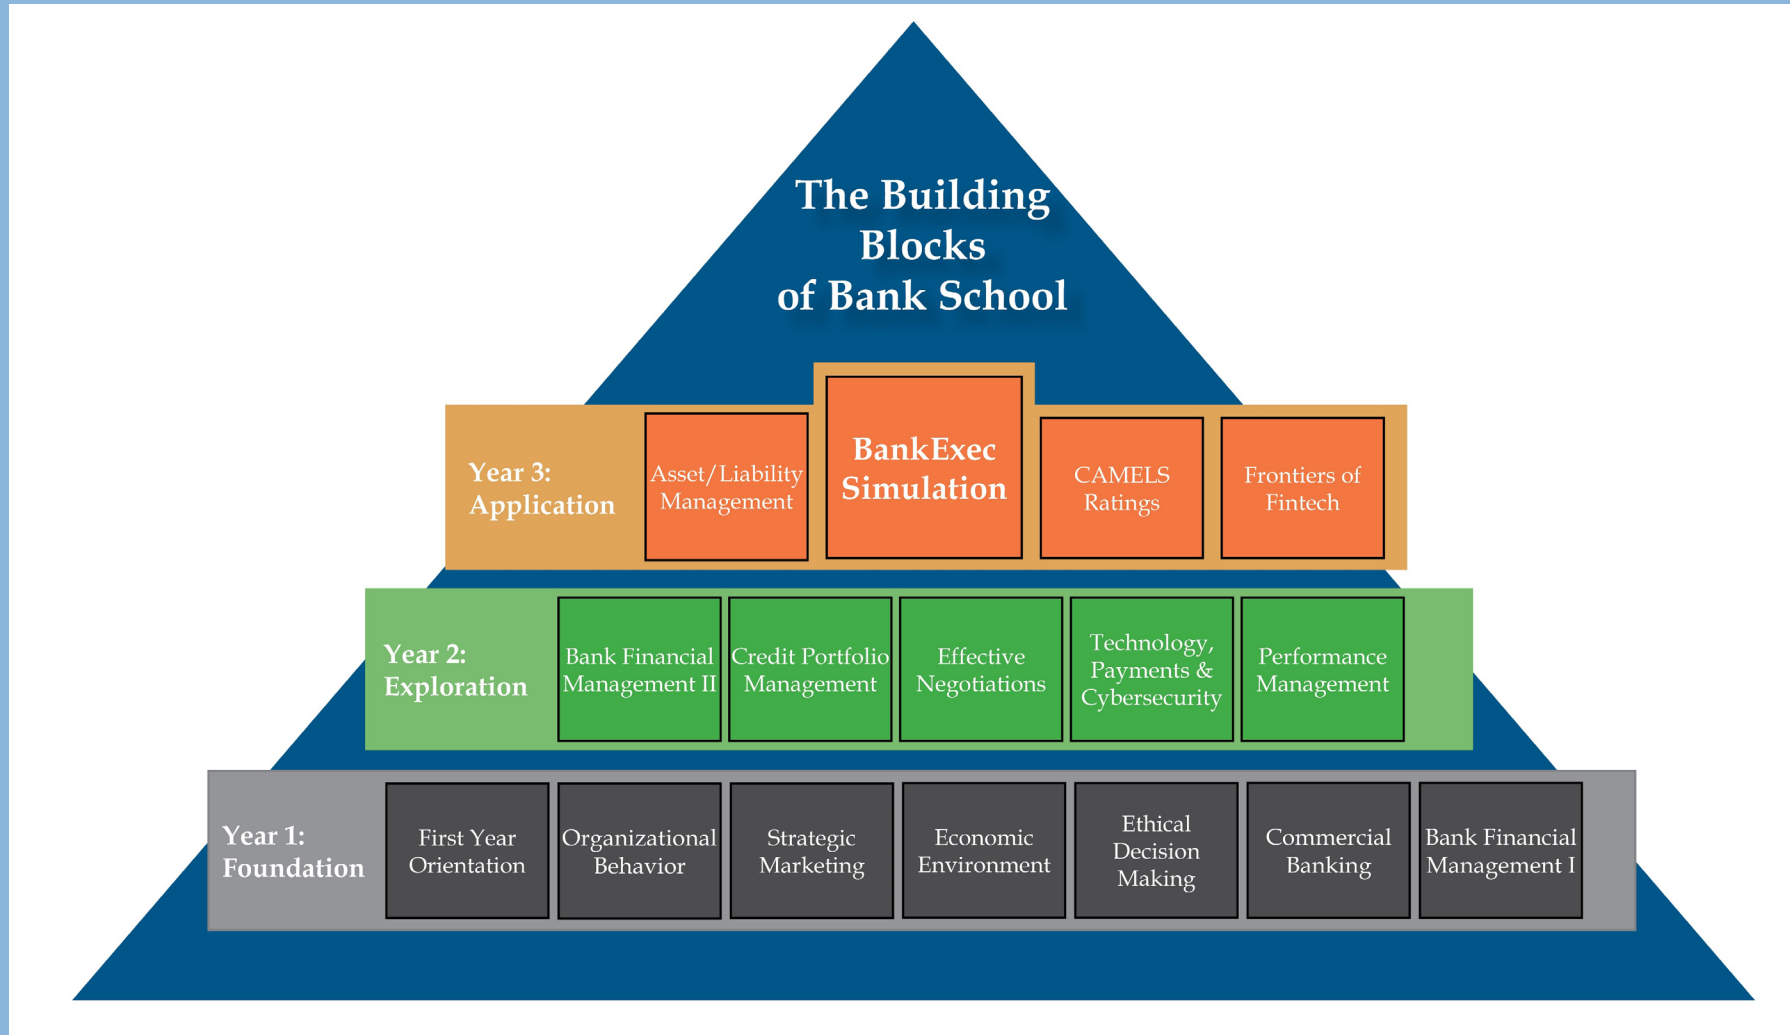 The Building
Blocks
of Bank School
Year 3:
Application
Asset/Liability
Management
BankExec
Simulation
CAMELS
Ratings
Frontiers of
Fintech
Year 2:
Exploration
Bank Financial
Management II
Credit Portfolio
Management
Effective
Negotiations
Technology,
Payments &
Cybersecurity
Performance
Management
Year 1:
Foundation
First Year
Orientation
Organizational
Behavior
Strategic
Marketing
Economic
Environment
Ethical
Decision
Making
Commercial
Banking
Bank Financial
Management I